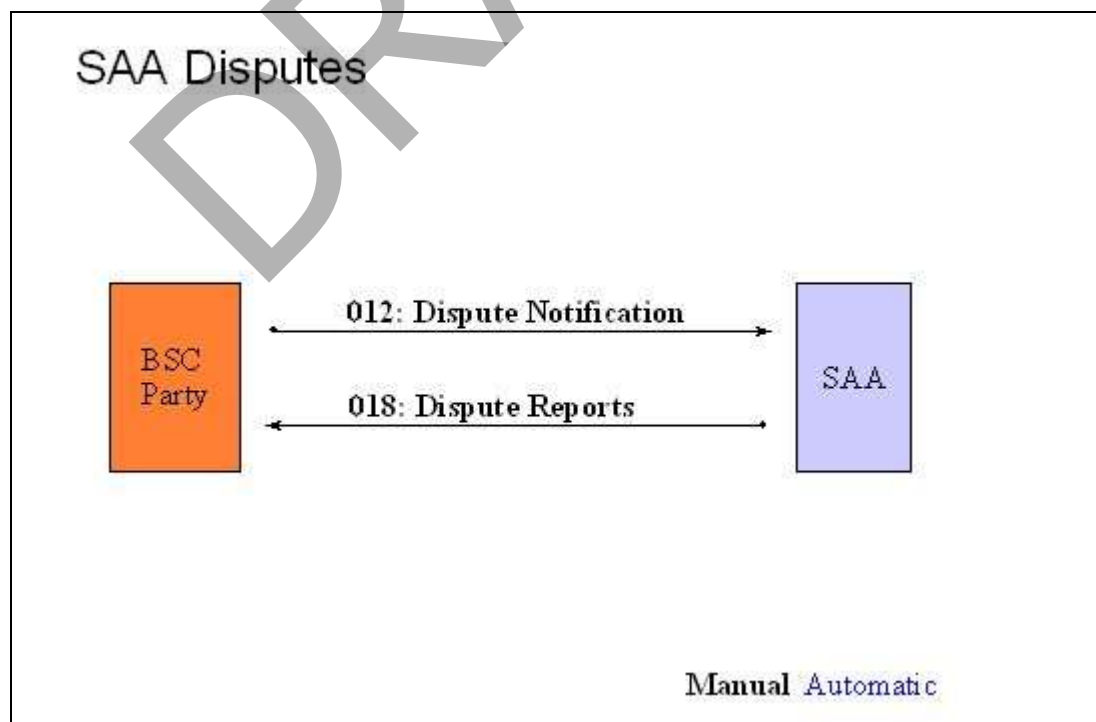 SAA Disputes
012: Dispute Notification
BSC
Party
SAA
018: Dispute Reports
Manual Automatic